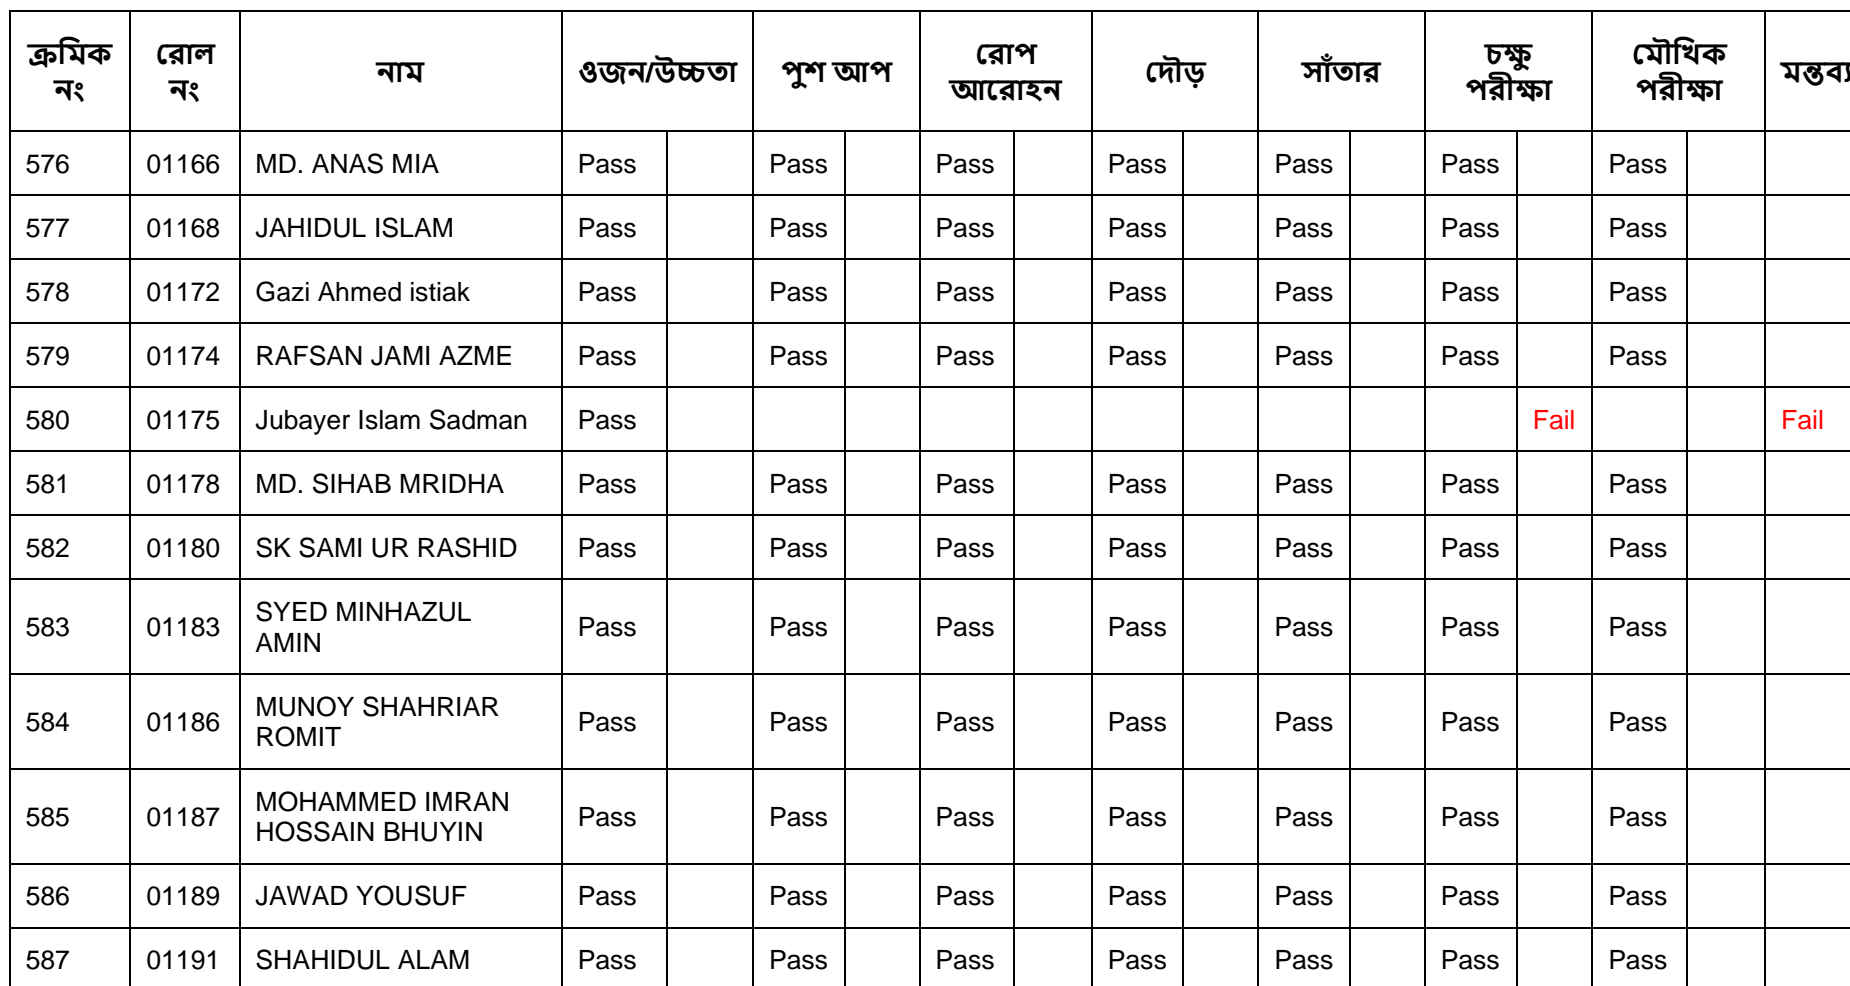 ক্রমিক নং রোল নং নাম ওজন/উচ্চতা পুশ আপ রোপ আরোহন দৌড় সাঁতার চক্ষু পরীক্ষা মৌখিক পরীক্ষা মন্তব্য
576 01166 MD. ANAS MIA Pass Pass Pass Pass Pass Pass Pass
577 01168 JAHIDUL ISLAM Pass Pass Pass Pass Pass Pass Pass
578 01172 Gazi Ahmed istiak Pass Pass Pass Pass Pass Pass Pass
579 01174 RAFSAN JAMI AZME Pass Pass Pass Pass Pass Pass Pass
580 01175 Jubayer Islam Sadman Pass Fail Fail
581 01178 MD. SIHAB MRIDHA Pass Pass Pass Pass Pass Pass Pass
582 01180 SK SAMI UR RASHID Pass Pass Pass Pass Pass Pass Pass
583 01183 SYED MINHAZUL AMIN Pass Pass Pass Pass Pass Pass Pass
584 01186 MUNOY SHAHRIAR ROMIT Pass Pass Pass Pass Pass Pass Pass
585 01187 MOHAMMED IMRAN HOSSAIN BHUYIN Pass Pass Pass Pass Pass Pass Pass
586 01189 JAWAD YOUSUF Pass Pass Pass Pass Pass Pass Pass
587 01191 SHAHIDUL ALAM Pass Pass Pass Pass Pass Pass Pass